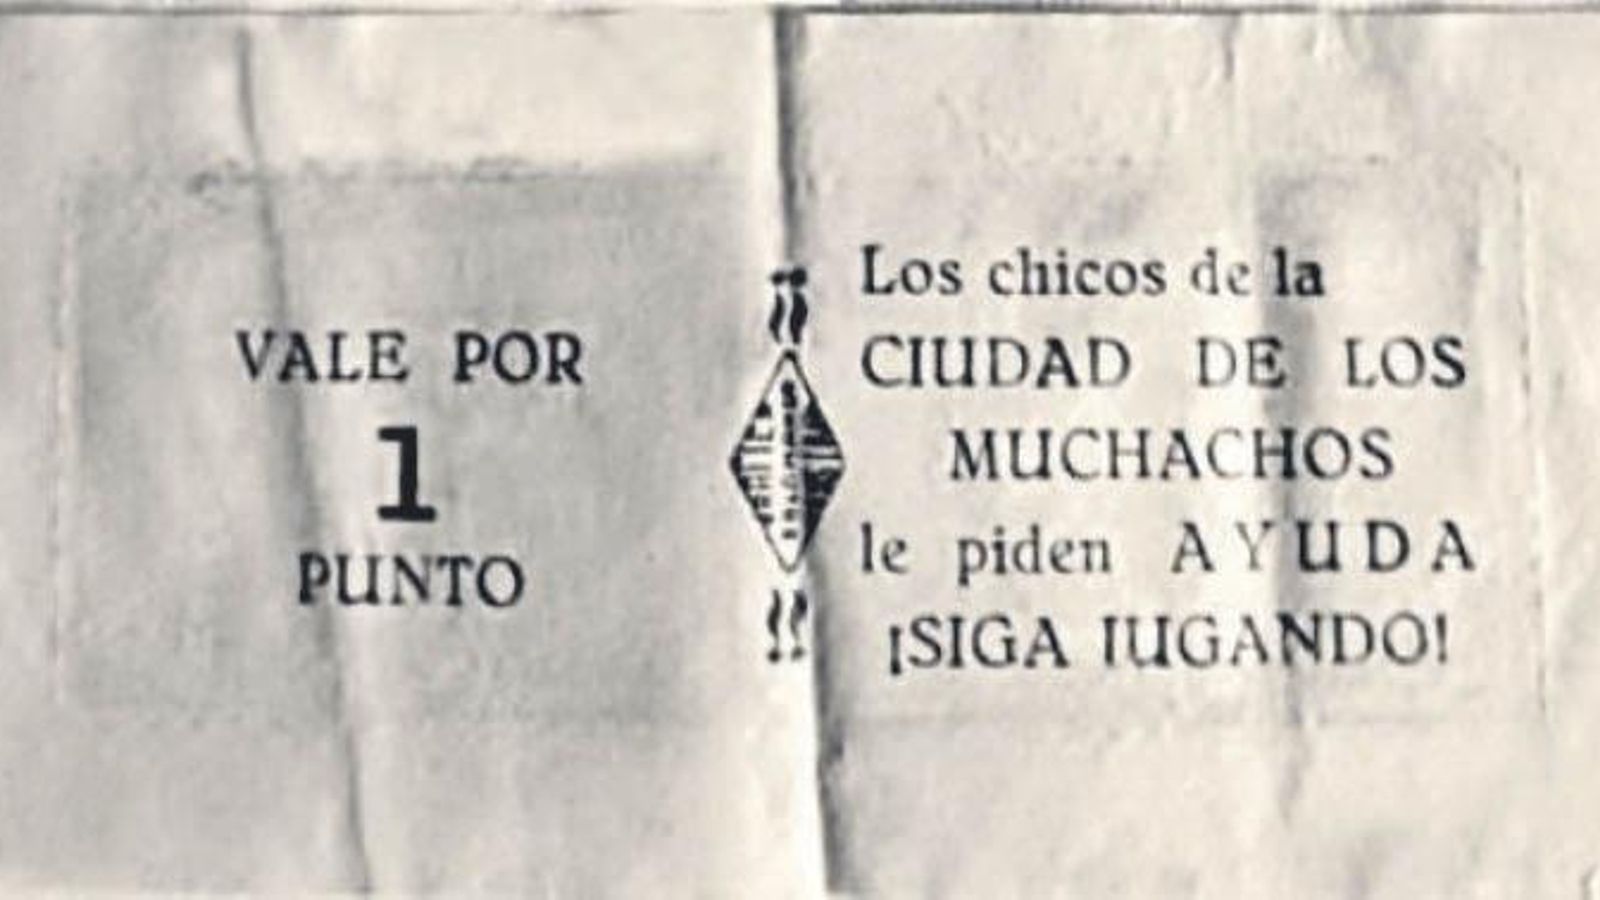 VALE POR
1
PUNTO
Los chicos de la
CIUDAD DE LOS
MUCHACHOS
le piden AYUDA
¡SIGA JUGANDO!